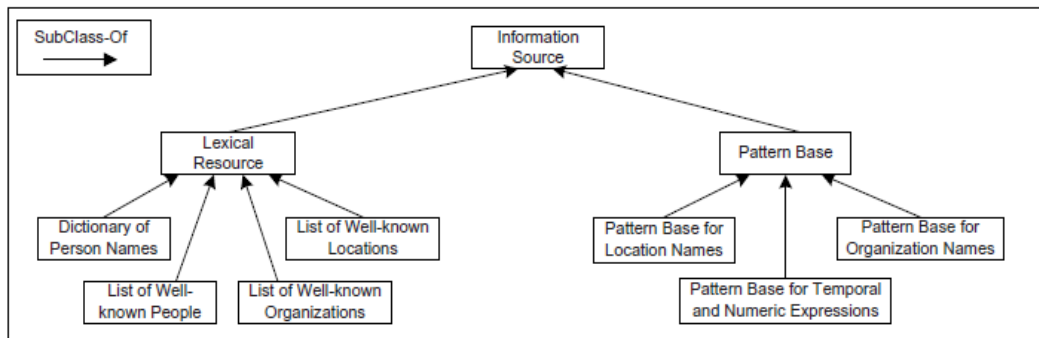 SubClass-Of
Information
Source
Lexical
Resource
Pattern Base
Dictionary of
Person Names
List of Well-known
Locations
Pattern Base for
Location Names
Pattern Base for
Organization Names
List of Well-
known People
List of Well-known
Organizations
Pattern Base for Temporal
and Numeric Expressions